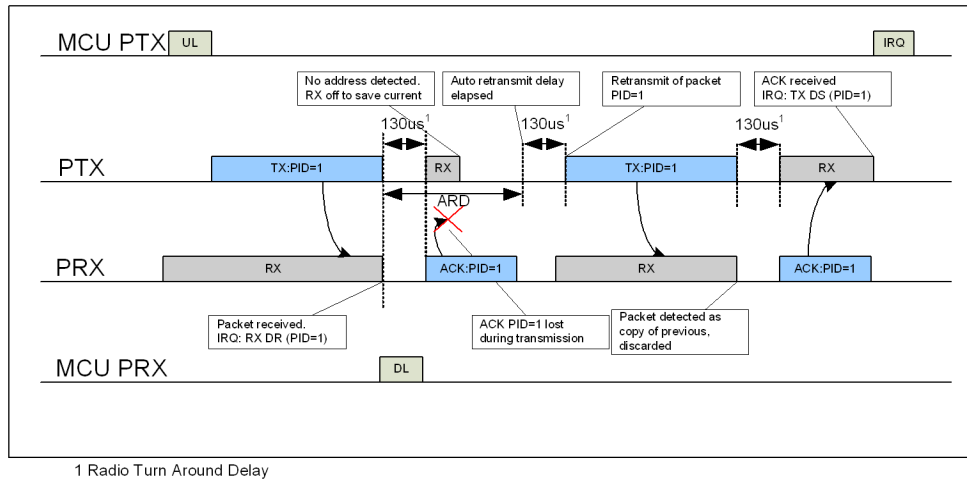 MCU PTX
UL
IRQ
No address detected.
RX off to save current
Auto retransmit delay
elapsed
Retransmit of packet
PID=1
ACK received
IRQ: TX DS (PID=1)
130us1
130us1
130us1
PTX
TX:PID=1
RX
TX:PID=1
RX
ARD
PRX
RX
ACK:PID=1
RX
ACK:PID=1
Packet received.
IRQ: RX DR (PID=1)
ACK PID=1 lost
during transmission
Packet detected as
copy of previous,
discarded
MCU PRX
DL
1 Radio Turn Around Delay